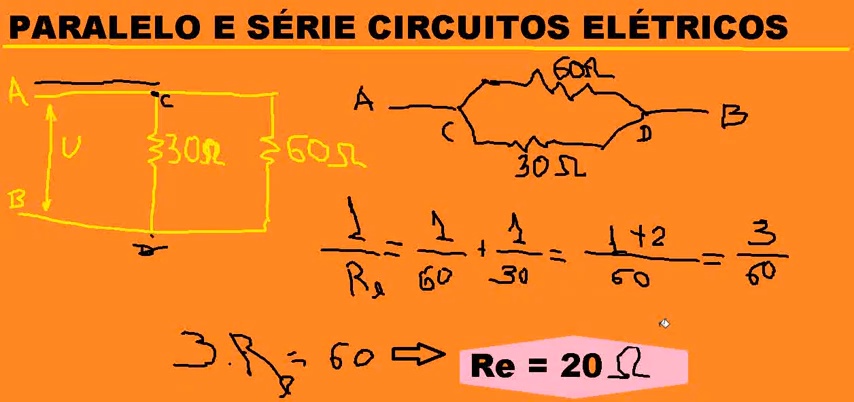 PARALELO E SÉRIE CIRCUITOS ELÉTRICOS
A
C
U
30Ω
60Ω
B
D
60Ω
A
B
C
D
30Ω
1/Re = 1/60 + 1/30 = 1+2/60 = 3/60
3.Re = 60 ⇒ Re = 20 Ω